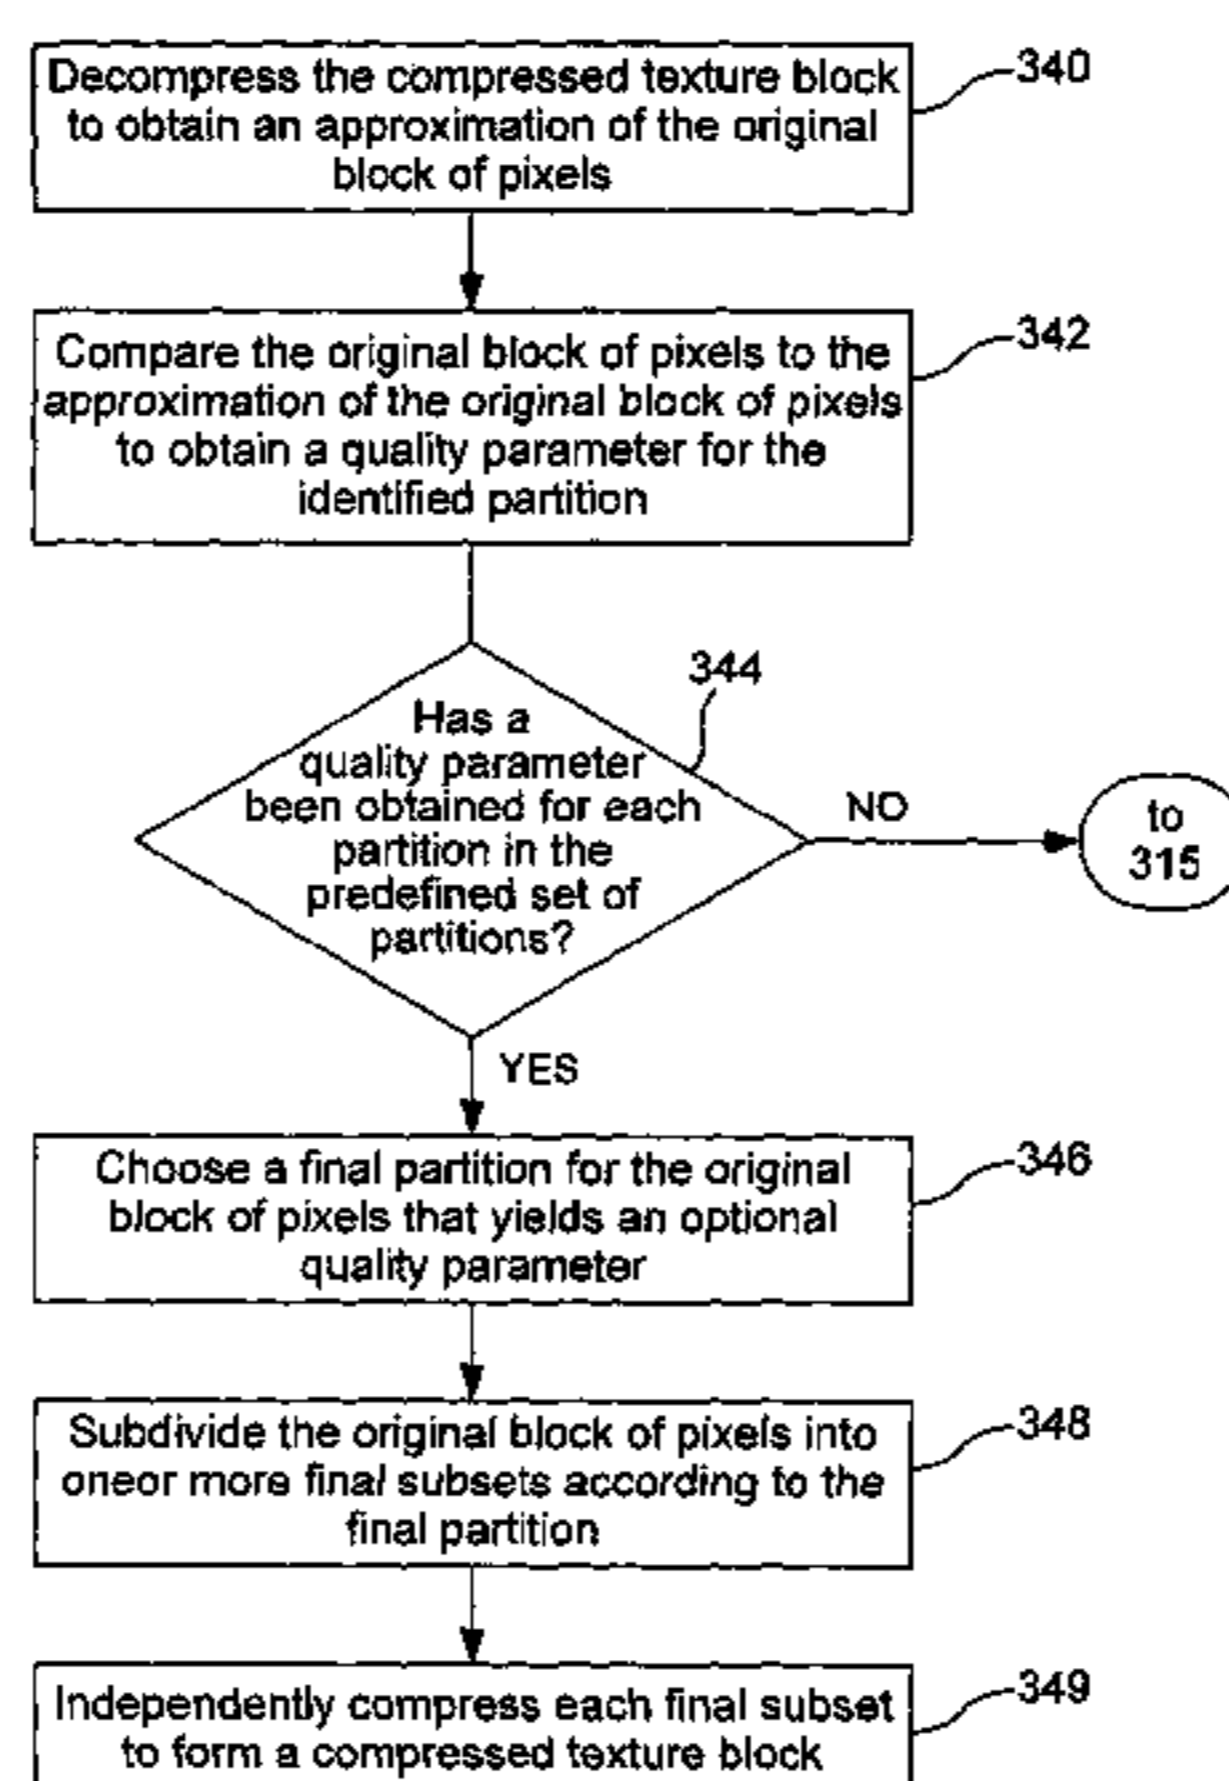 Decompress the compressed texture block
to obtain an approximation of the original
block of pixels
340
Compare the original block of pixels to the
approximation of the original block of pixels
to obtain a quality parameter for the
identified partition
342
Has a
quality parameter
been obtained for each
partition in the
predefined set of
partitions?
344
NO
to
315
YES
Choose a final partition for the original
block of pixels that yields an optional
quality parameter
346
Subdivide the original block of pixels into
oneor more final subsets according to the
final partition
348
Independently compress each final subset
to form a compressed texture block
349